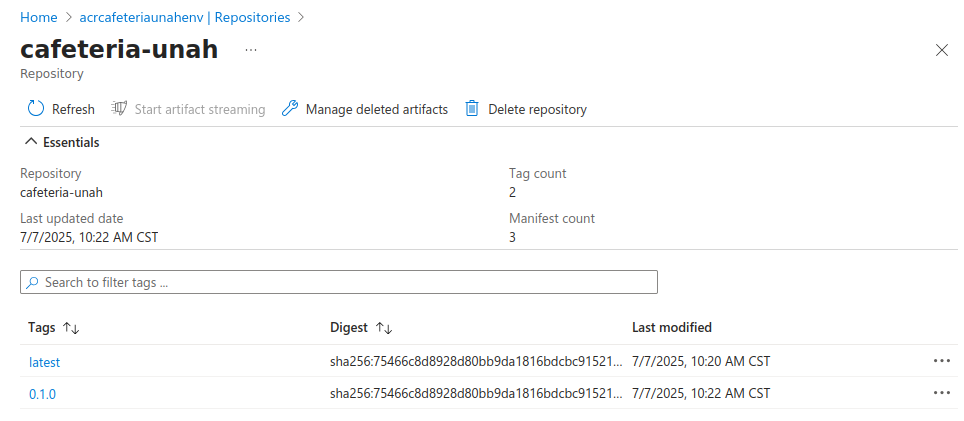 Home > acrcafeteriaunahenv | Repositories >
cafeteria-unah ...
Repository
Refresh Start artifact streaming Manage deleted artifacts Delete repository
Essentials
Repository Tag count
cafeteria-unah 2
Last updated date Manifest count
7/7/2025, 10:22 AM CST 3
Search to filter tags ...
Tags Digest Last modified
latest sha256:75466c8d8928d80bb9da1816bdcbc91521... 7/7/2025, 10:20 AM CST
0.1.0 sha256:75466c8d8928d80bb9da1816bdcbc91521... 7/7/2025, 10:22 AM CST